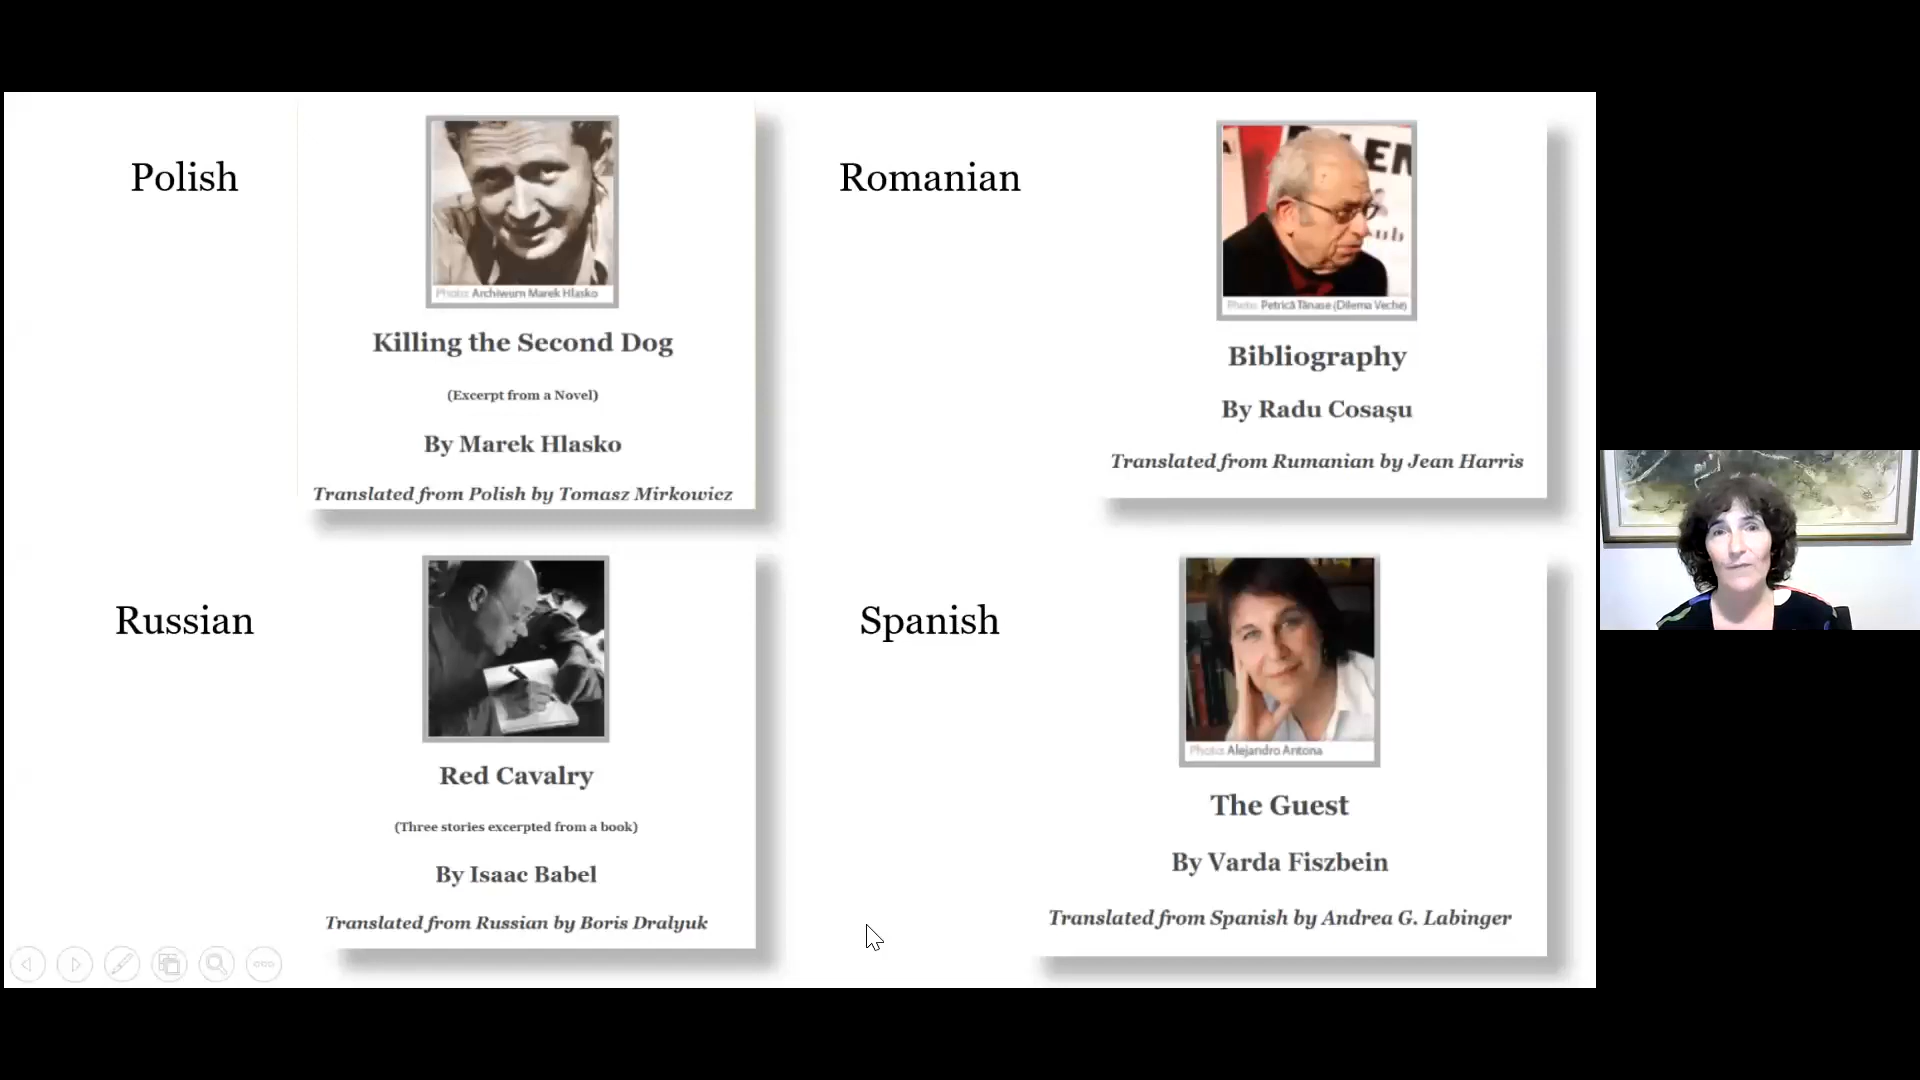 Polish
Photo: Archiwum Marek Hlasko
Killing the Second Dog
(Excerpt from a Novel)
By Marek Hlasko
Translated from Polish by Tomasz Mirkowicz
Romanian
LEM
ub
Photo: Petrică Tănase (Dilema Veche)
Bibliography
By Radu Cosaşu
Translated from Rumanian by Jean Harris
Russian
Red Cavalry
(Three stories excerpted from a book)
By Isaac Babel
Translated from Russian by Boris Dralyuk
Spanish
Photo: Alejandro Antona
The Guest
By Varda Fiszbein
Translated from Spanish by Andrea G. Labinger